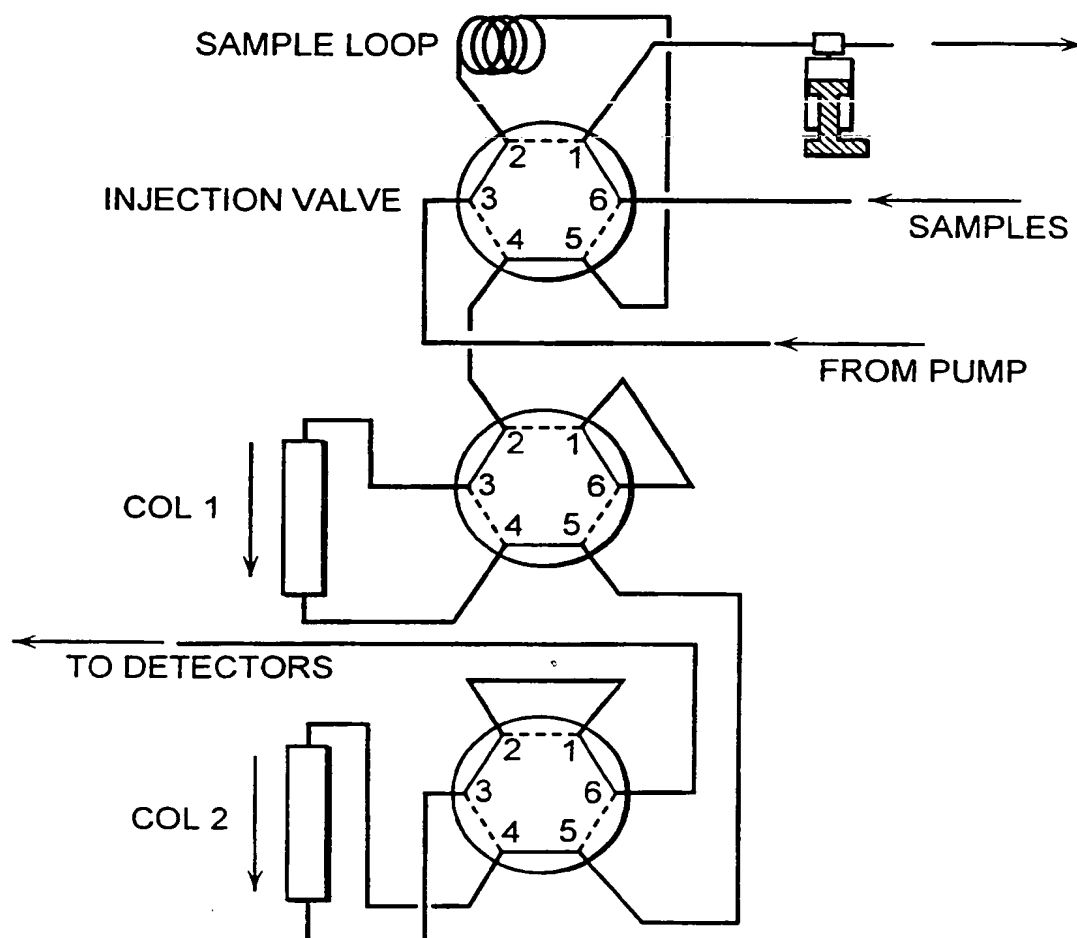 SAMPLE LOOP
2 1
INJECTION VALVE
3 6
SAMPLES
4 5
FROM PUMP
2 1
3 6
COL 1
4 5
TO DETECTORS
2 1
3 6
COL 2
4 5